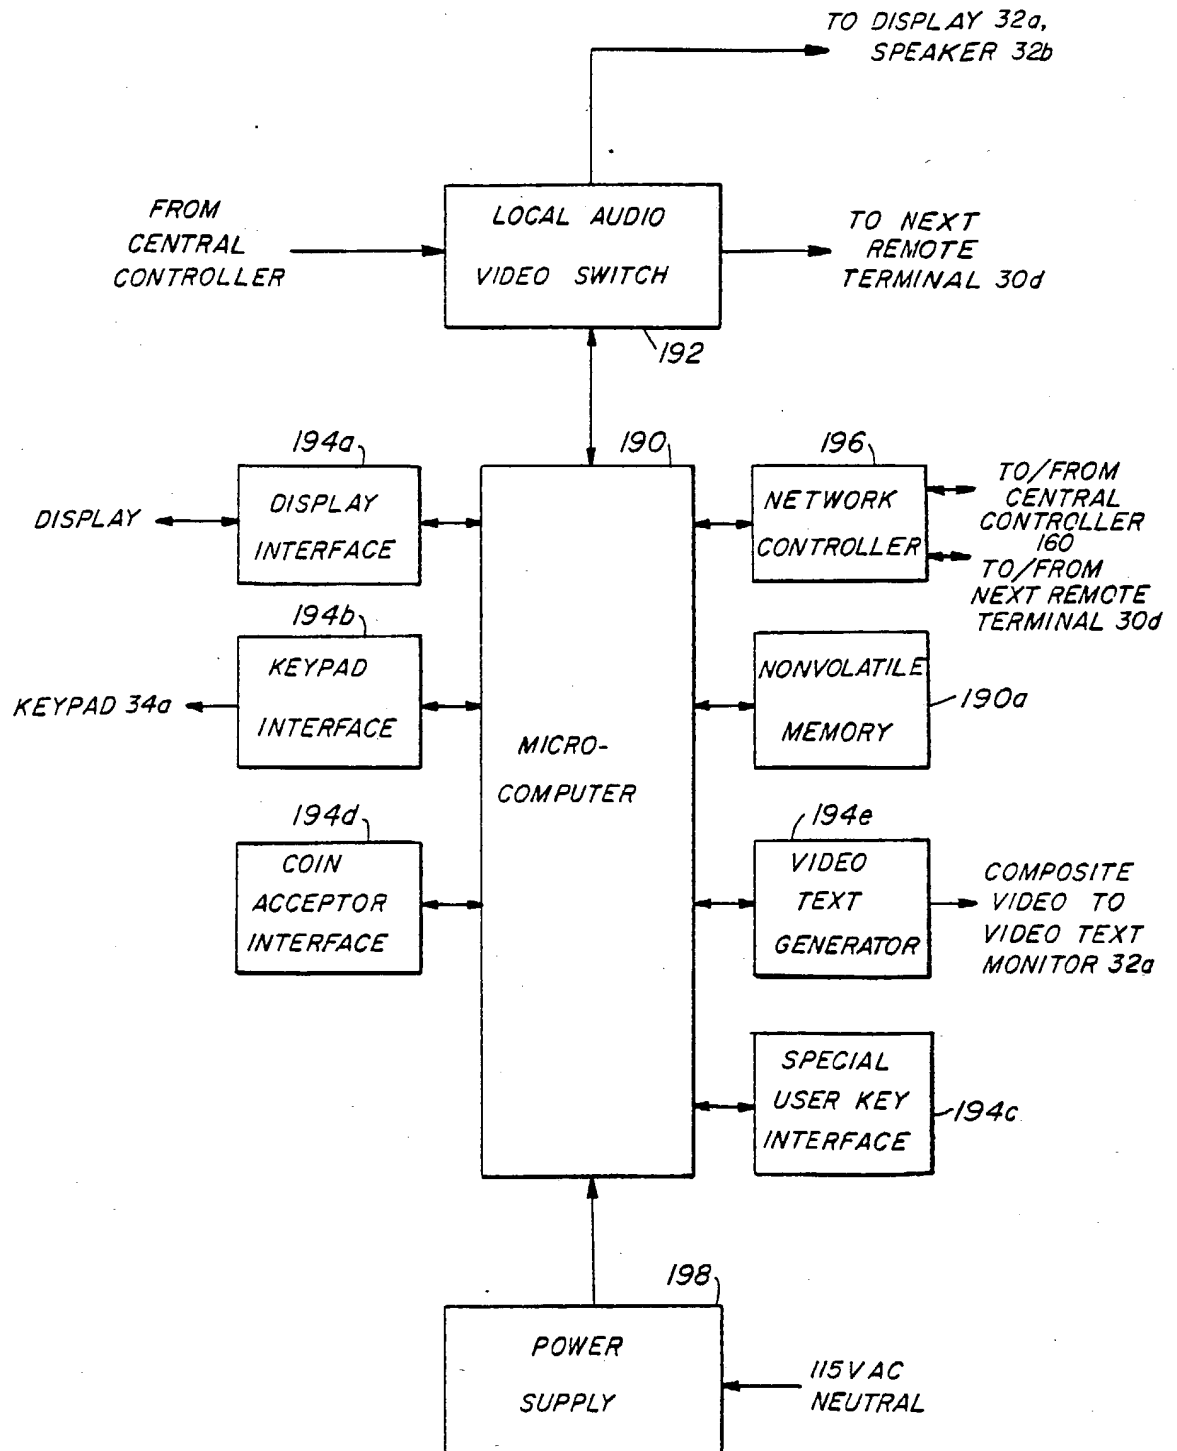 TO DISPLAY 32a,
SPEAKER 32b
FROM
CENTRAL
CONTROLLER
LOCAL AUDIO
VIDEO SWITCH
TO NEXT
REMOTE
TERMINAL 30d
192
194a
DISPLAY
DISPLAY
INTERFACE
190
MICRO-
COMPUTER
196
NETWORK
CONTROLLER
TO/FROM
CENTRAL
CONTROLLER
160
TO/FROM
NEXT REMOTE
TERMINAL 30d
194b
KEYPAD 34a
KEYPAD
INTERFACE
NONVOLATILE
MEMORY
190a
194d
COIN
ACCEPTOR
INTERFACE
194e
VIDEO
TEXT
GENERATOR
COMPOSITE
VIDEO TO
VIDEO TEXT
MONITOR 32a
SPECIAL
USER KEY
INTERFACE
194c
198
POWER
SUPPLY
115VAC
NEUTRAL